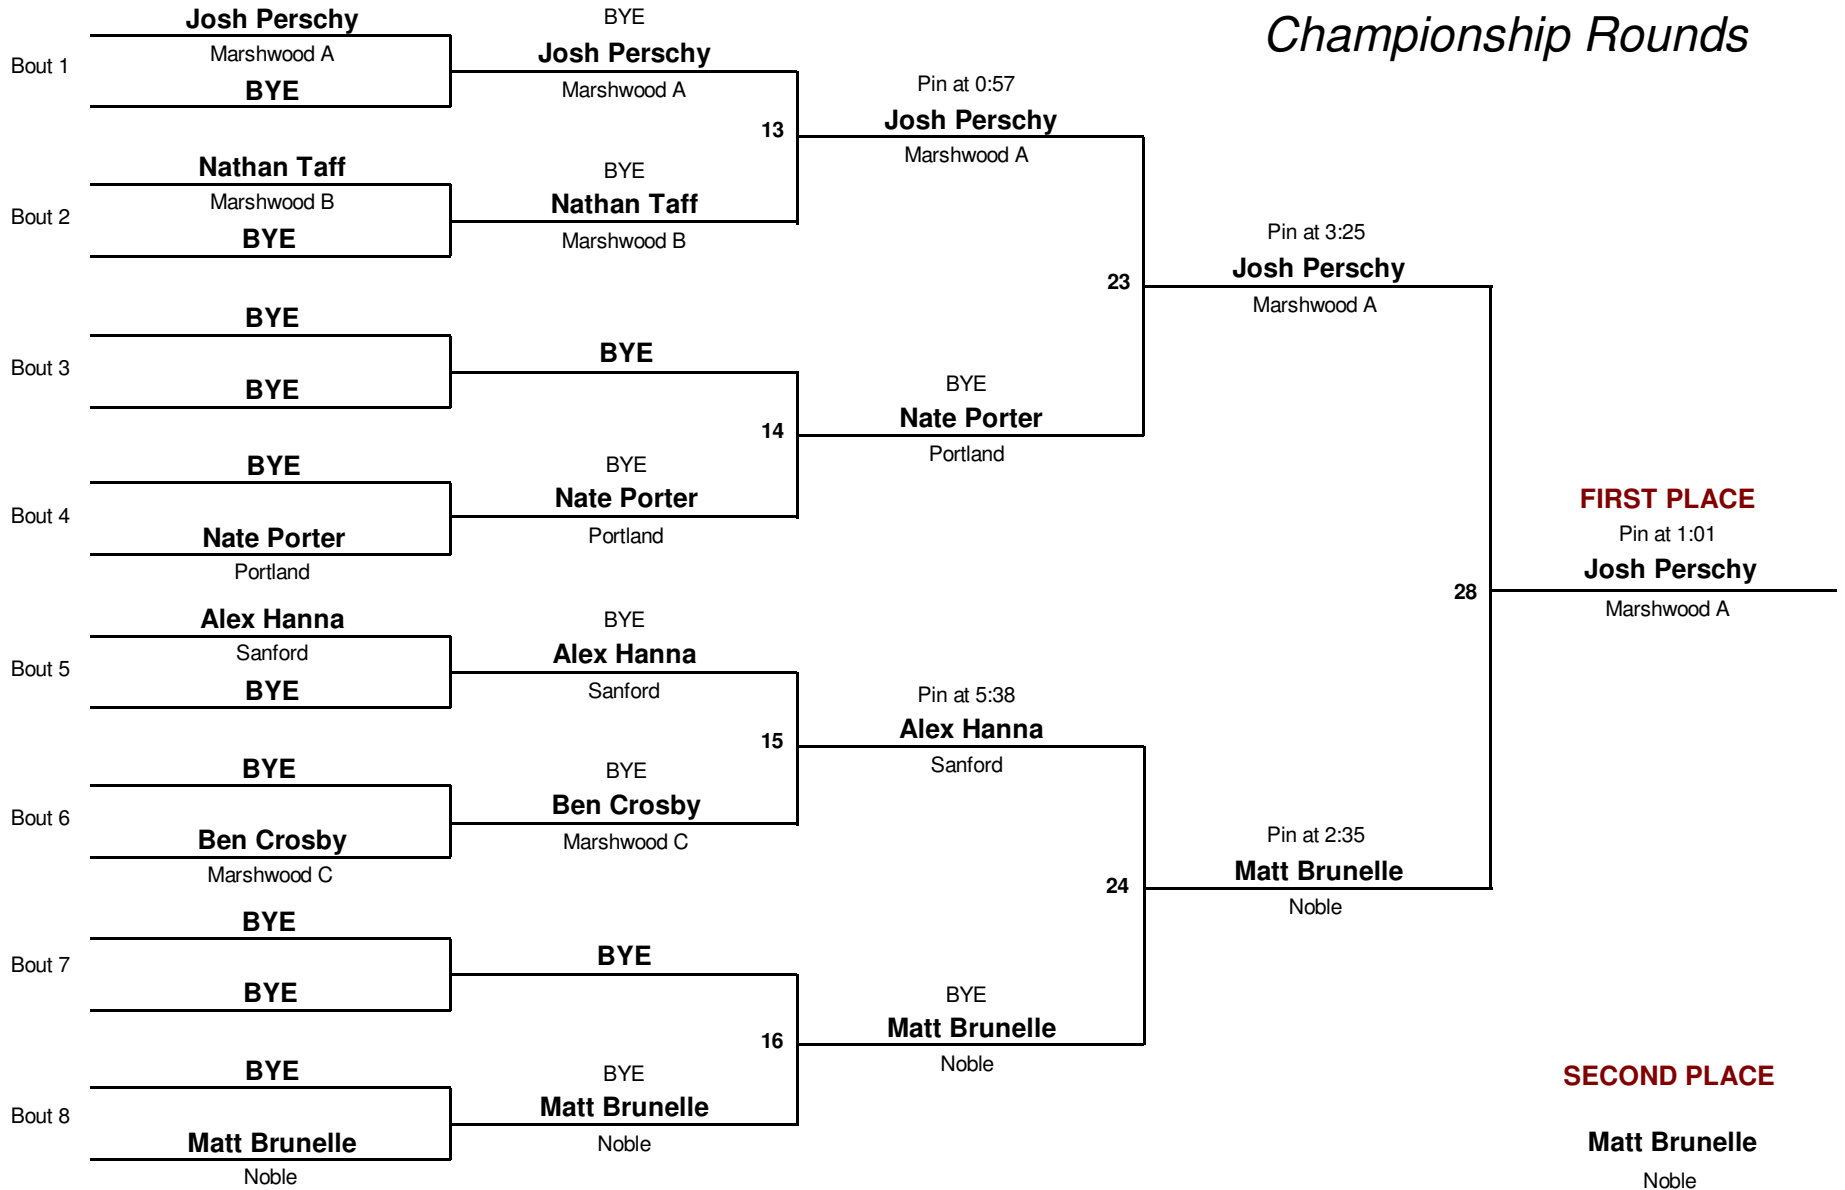 Championship Rounds
Bout 1
Josh Perschy
Marshwood A
BYE
Bout 2
Nathan Taff
Marshwood B
BYE
Bout 3
BYE
BYE
Bout 4
BYE
Nate Porter
Portland
Bout 5
Alex Hanna
Sanford
BYE
Bout 6
BYE
Ben Crosby
Marshwood C
Bout 7
BYE
BYE
Bout 8
BYE
Matt Brunelle
Noble
BYE
Josh Perschy
Marshwood A
13
BYE
Nathan Taff
Marshwood B
BYE
14
BYE
Nate Porter
Portland
BYE
Alex Hanna
Sanford
15
BYE
Ben Crosby
Marshwood C
BYE
16
BYE
Matt Brunelle
Noble
Pin at 0:57
Josh Perschy
Marshwood A
23
BYE
Nate Porter
Portland
Pin at 5:38
Alex Hanna
Sanford
24
BYE
Matt Brunelle
Noble
Pin at 3:25
Josh Perschy
Marshwood A
28
Pin at 2:35
Matt Brunelle
Noble
FIRST PLACE
Pin at 1:01
Josh Perschy
Marshwood A
SECOND PLACE
Matt Brunelle
Noble